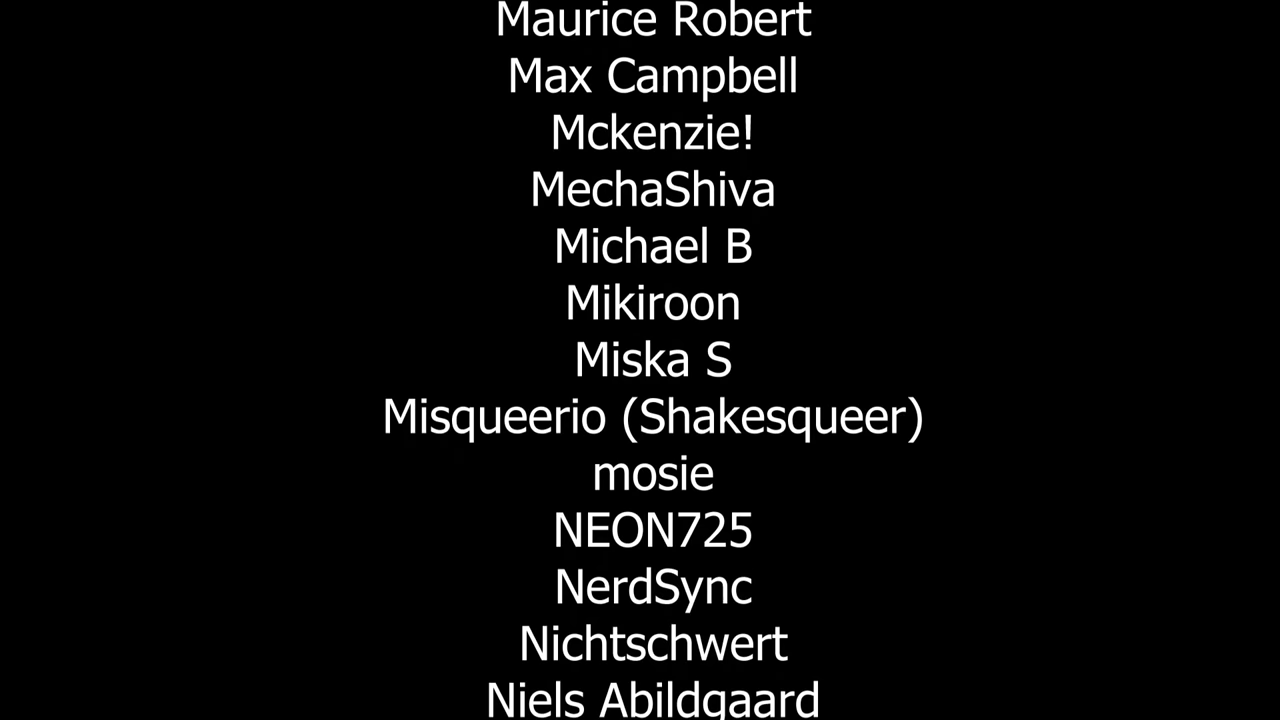 Maurice Robert
Max Campbell
Mckenzie!
MechaShiva
Michael B
Mikiroon
Miska S
Misqueerio (Shakesqueer)
mosie
NEON725
NerdSync
Nichtschwert
Niels Abildgaard